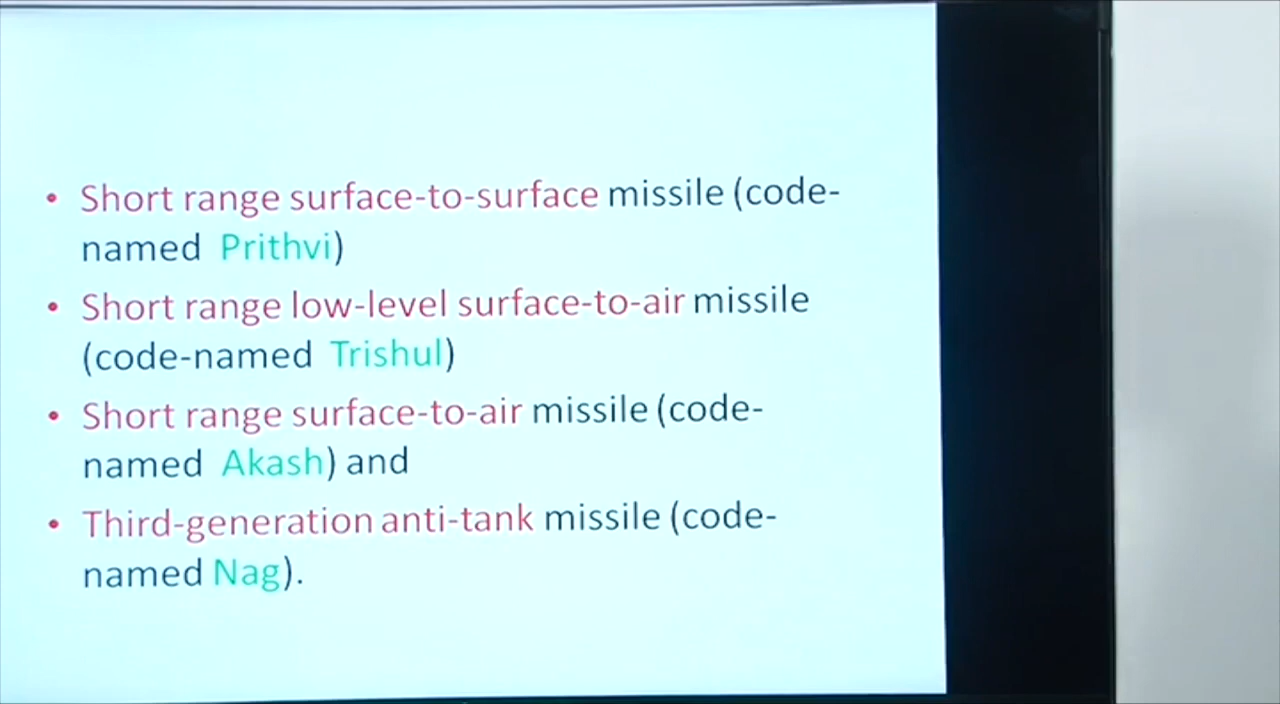 • Short range surface-to-surface missile (code-
named Prithvi)
• Short range low-level surface-to-air missile
(code-named Trishul)
• Short range surface-to-air missile (code-
named Akash) and
• Third-generation anti-tank missile (code-
named Nag).